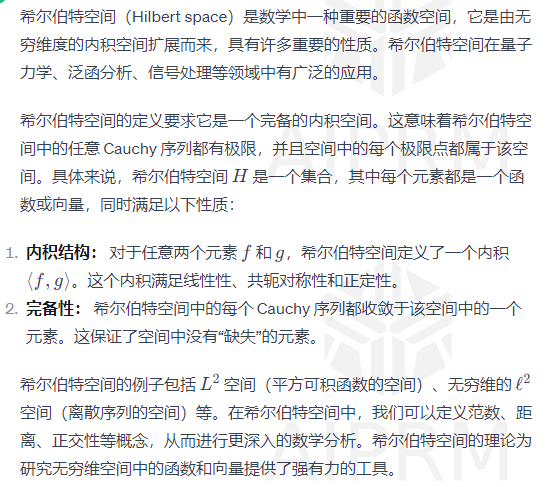 希尔伯特空间（Hilbert space）是数学中一种重要的函数空间，它是由无
穷维度的内积空间扩展而来，具有许多重要的性质。希尔伯特空间在量子
力学、泛函分析、信号处理等领域中有广泛的应用。
希尔伯特空间的定义要求它是一个完备的内积空间。这意味着希尔伯特空
间中的任意 Cauchy 序列都有极限，并且空间中的每个极限点都属于该空
间。具体来说，希尔伯特空间 H 是一个集合，其中每个元素都是一个函
数或向量，同时满足以下性质：
1. 内积结构： 对于任意两个元素 f 和 g，希尔伯特空间定义了一个内积
⟨f, g⟩。这个内积满足线性性、共轭对称性和正定性。
2. 完备性： 希尔伯特空间中的每个 Cauchy 序列都收敛于该空间中的一个
元素。这保证了空间中没有“缺失”的元素。
希尔伯特空间的例子包括 L² 空间（平方可积函数的空间）、无穷维的 ℓ²
空间（离散序列的空间）等。在希尔伯特空间中，我们可以定义范数、距
离、正交性等概念，从而进行更深入的数学分析。希尔伯特空间的理论为
研究无穷维空间中的函数和向量提供了强有力的工具。
AIPRM
AIPRM